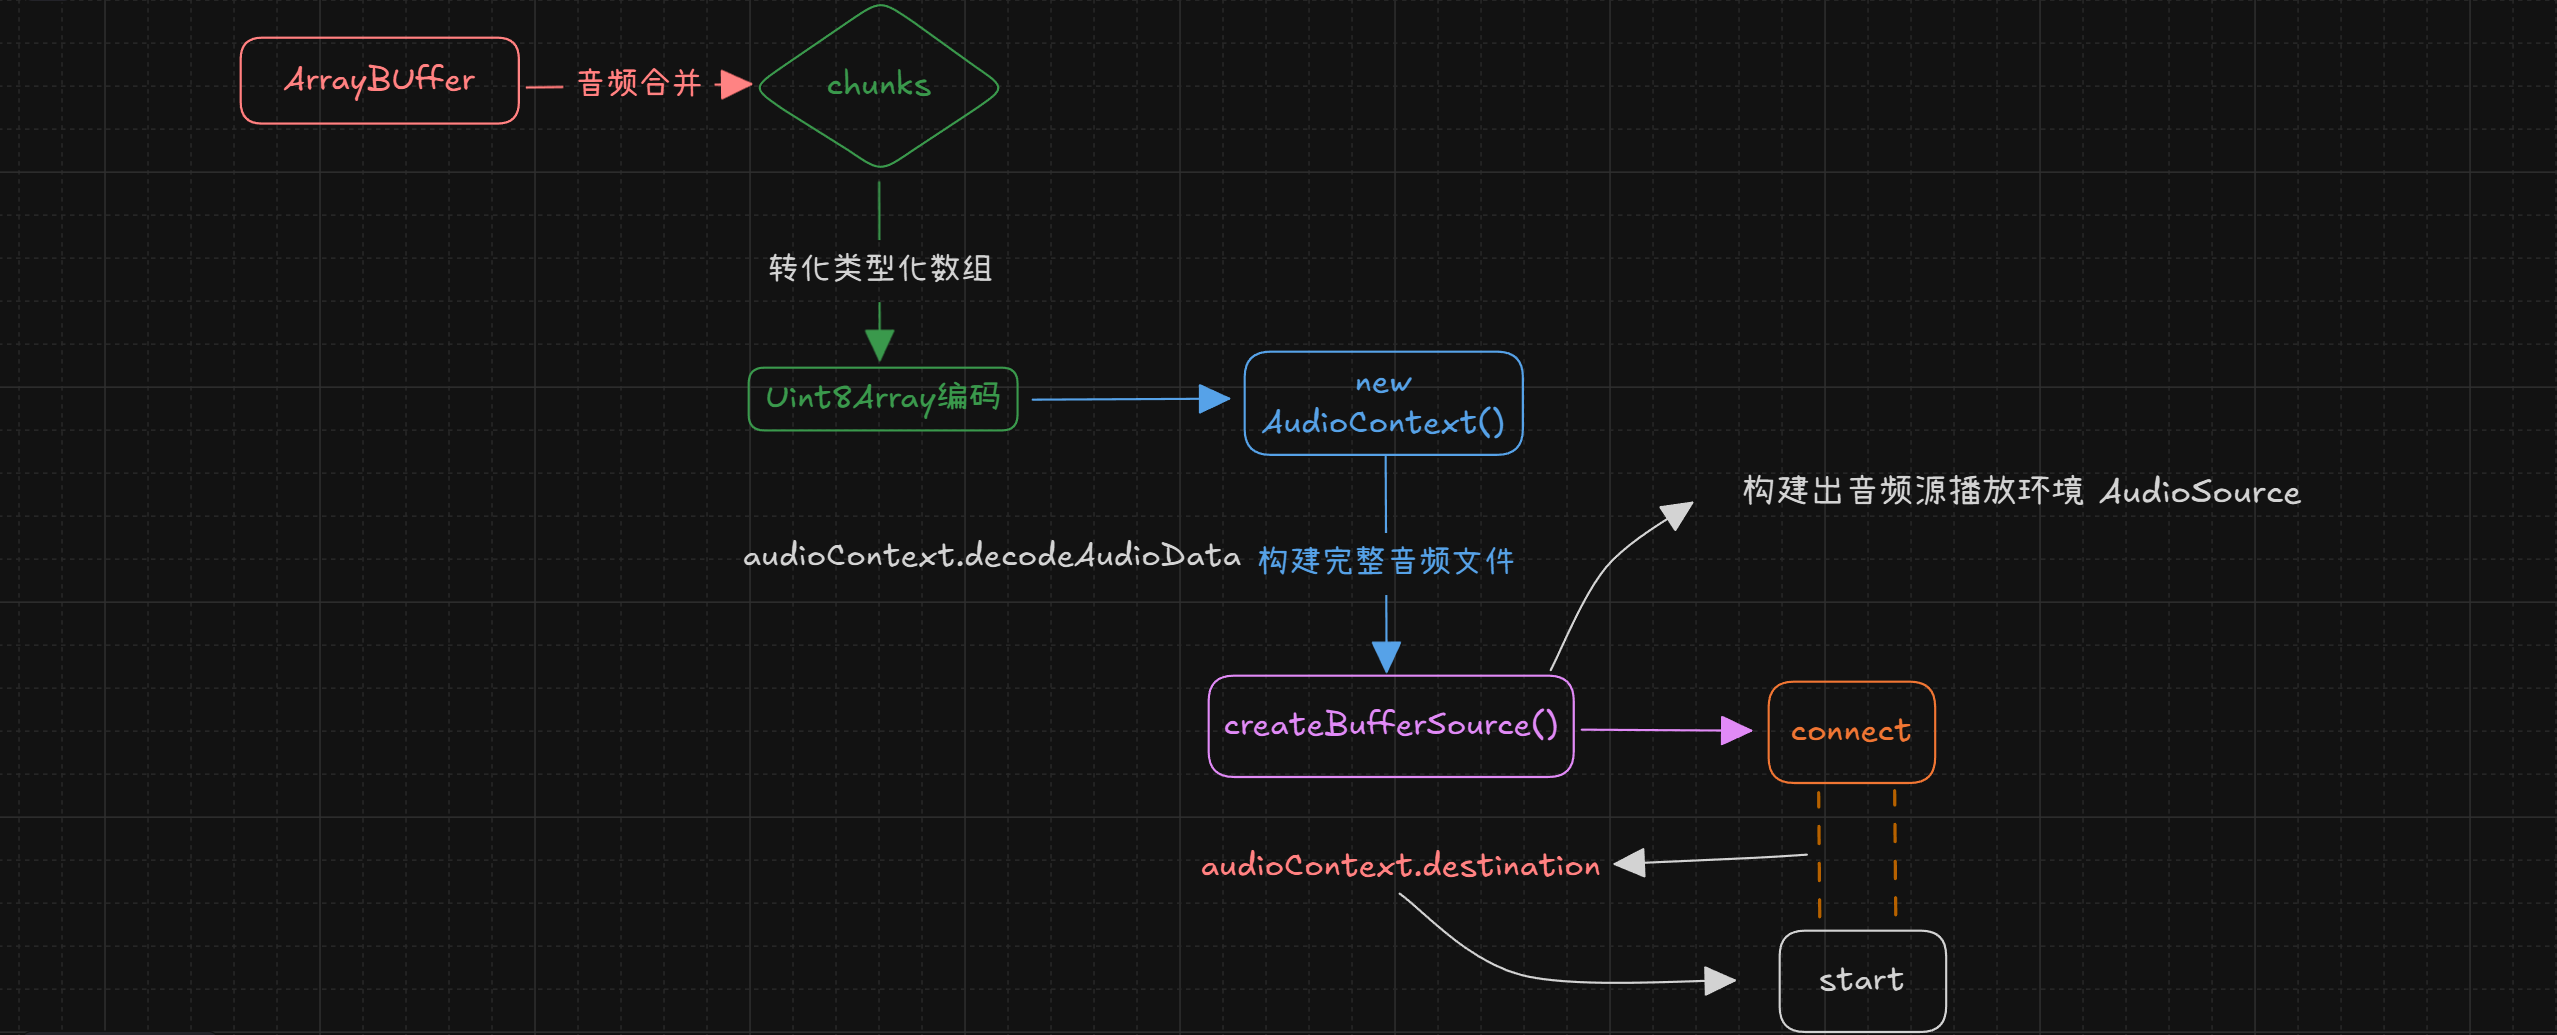 ArrayBUffer
音频合并
chunks
转化类型化数组
Uint8Array编码
new
AudioContext()
构建出音频源播放环境 AudioSource
audioContext.decodeAudioData
构建完整音频文件
createBufferSource()
connect
audioContext.destination
start